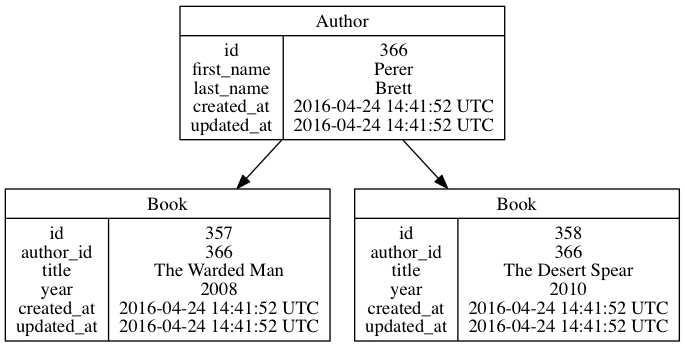 Author
id 366
first_name Perer
last_name Brett
created_at 2016-04-24 14:41:52 UTC
updated_at 2016-04-24 14:41:52 UTC
Book
id 357
author_id 366
title The Warded Man
year 2008
created_at 2016-04-24 14:41:52 UTC
updated_at 2016-04-24 14:41:52 UTC
Book
id 358
author_id 366
title The Desert Spear
year 2010
created_at 2016-04-24 14:41:52 UTC
updated_at 2016-04-24 14:41:52 UTC